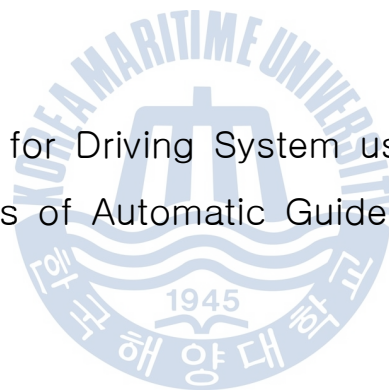 KOREA MARITIME UNIVERSITY
for Driving System us
s of Automatic Guide
1945
한국해양대학교